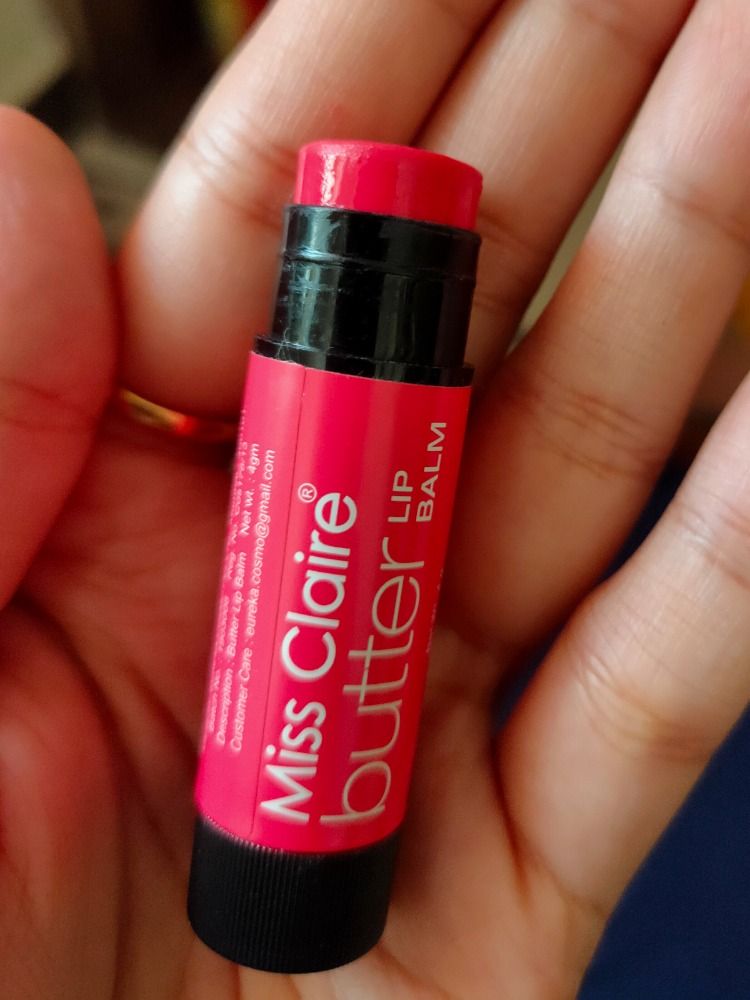 Miss Claire®
butter LIP
BALM
Description : Butter Lip Balm Net wt. : 4gm
Customer Care : eureka.cosmo@gmail.com